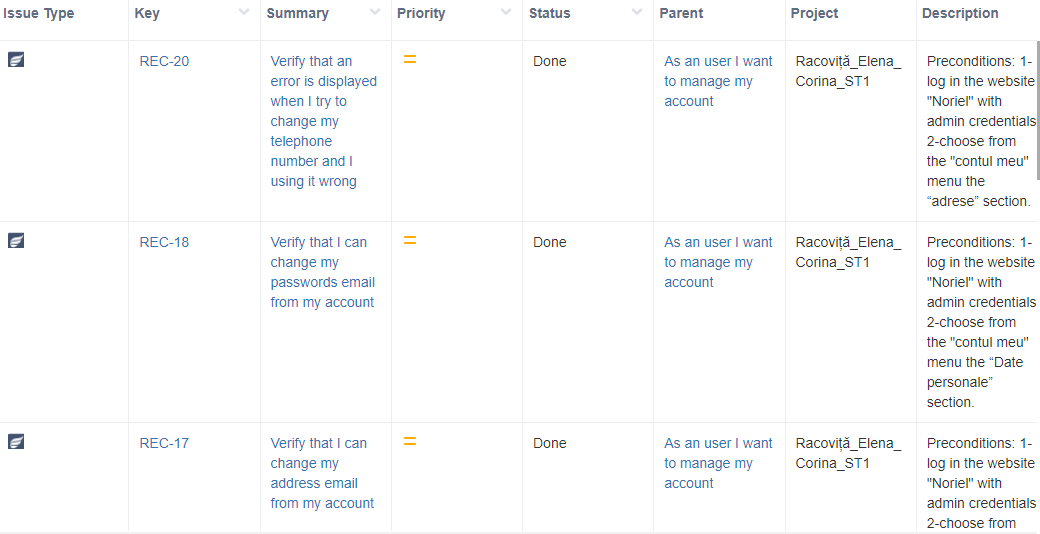 Issue Type Key Summary Priority Status Parent Project Description
REC-20
Verify that an
error is displayed
when I try to
change my
telephone
number and I
using it wrong
Done
As an user I want
to manage my
account
Racoviță_Elena_
Corina_ST1
Preconditions: 1-
log in the website
"Noriel" with
admin credentials
2-choose from
the "contul meu"
menu the
“adrese” section.
REC-18
Verify that I can
change my
passwords email
from my account
Done
As an user I want
to manage my
account
Racoviță_Elena_
Corina_ST1
Preconditions: 1-
log in the website
"Noriel" with
admin credentials
2-choose from
the "contul meu"
menu the “Date
personale”
section.
REC-17
Verify that I can
change my
address email
from my account
Done
As an user I want
to manage my
account
Racoviță_Elena_
Corina_ST1
Preconditions: 1-
log in the website
"Noriel" with
admin credentials
2-choose from